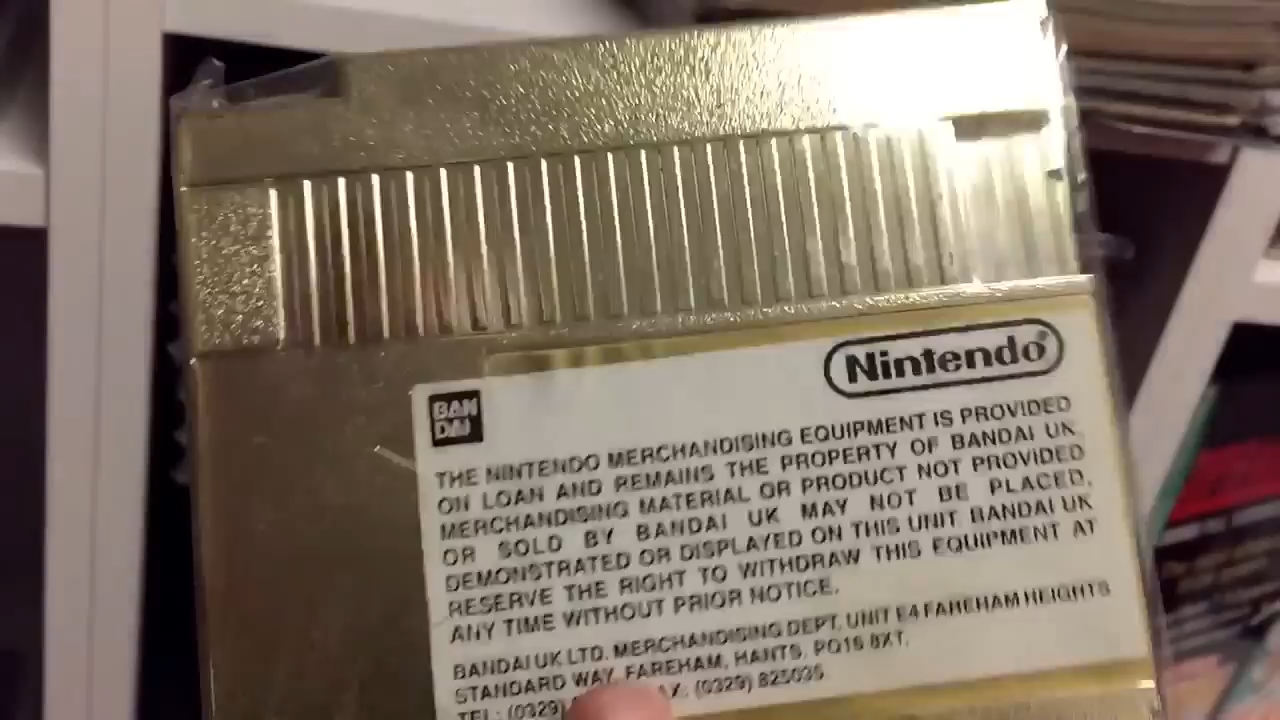 Nintendo®
BAN
DAI
THE NINTENDO MERCHANDISING EQUIPMENT IS PROVIDED
ON LOAN AND REMAINS THE PROPERTY OF BANDAI UK.
MERCHANDISING MATERIAL OR PRODUCT NOT PROVIDED
OR SOLD BY BANDAI UK MAY NOT BE PLACED,
DEMONSTRATED OR DISPLAYED ON THIS UNIT BANDAI UK
RESERVE THE RIGHT TO WITHDRAW THIS EQUIPMENT AT
ANY TIME WITHOUT PRIOR NOTICE.
BANDAI UK LTD. MERCHANDISING DEPT, UNIT E4 FAREHAM HEIGHTS
STANDARD WAY, FAREHAM, HANTS, PO16 8XT.
TEL: (0329) AX: (0329) 825035